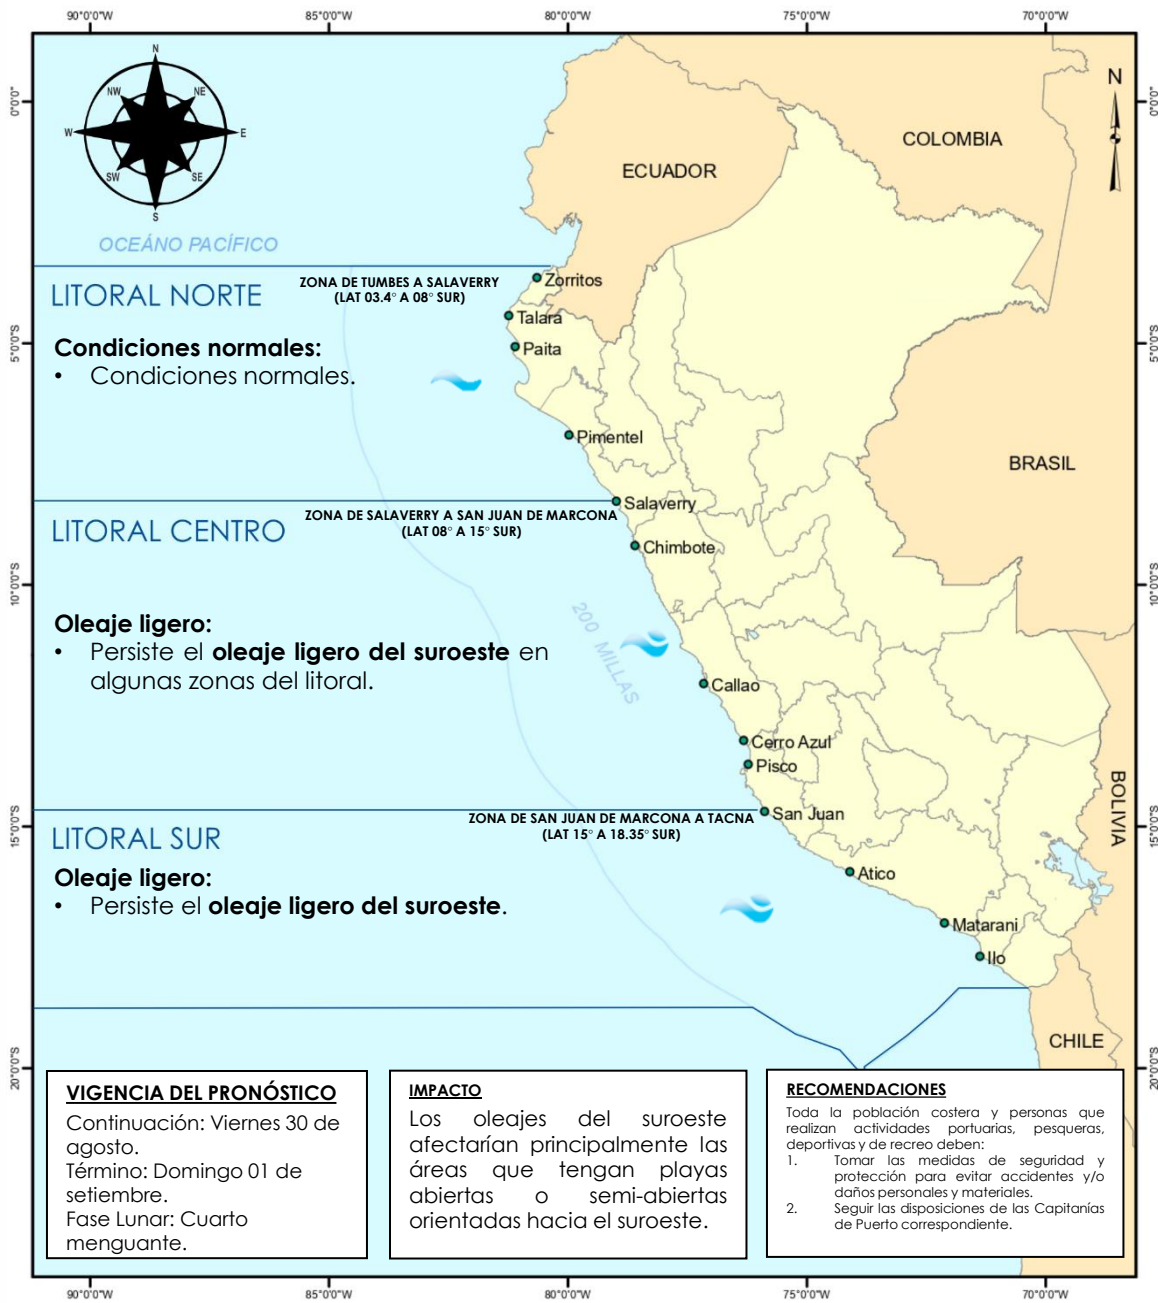 90°0'0"W 85°0'0"W 80°0'0"W 75°0'0"W 70°0'0"W
0°0'0" 0°0'0"
5°0'0"S 5°0'0"S
10°0'0"S 10°0'0"S
15°0'0"S 15°0'0"S
20°0'0"S 20°0'0"S
N
NW NE
W E
SW SE
S
N
OCEÁNO PACÍFICO
ECUADOR
COLOMBIA
BRASIL
BOLIVIA
CHILE
LITORAL NORTE
ZONA DE TUMBES A SALAVERRY
(LAT 03.4° A 08° SUR)
Condiciones normales:
• Condiciones normales.
Zorritos
Talara
Paita
Pimentel
Salaverry
LITORAL CENTRO
ZONA DE SALAVERRY A SAN JUAN DE MARCONA
(LAT 08° A 15° SUR)
Chimbote
Oleaje ligero:
• Persiste el oleaje ligero del suroeste en
algunas zonas del litoral.
200 MILLAS
Callao
Cerro Azul
Pisco
San Juan
LITORAL SUR
ZONA DE SAN JUAN DE MARCONA A TACNA
(LAT 15° A 18.35° SUR)
Oleaje ligero:
• Persiste el oleaje ligero del suroeste.
Atico
Matarani
Ilo
VIGENCIA DEL PRONÓSTICO
Continuación: Viernes 30 de
agosto.
Término: Domingo 01 de
setiembre.
Fase Lunar: Cuarto
menguante.
IMPACTO
Los oleajes del suroeste
afectarían principalmente las
áreas que tengan playas
abiertas o semi-abiertas
orientadas hacia el suroeste.
RECOMENDACIONES
Toda la población costera y personas que
realizan actividades portuarias, pesqueras,
deportivas y de recreo deben:
1. Tomar las medidas de seguridad y
protección para evitar accidentes y/o
daños personales y materiales.
2. Seguir las disposiciones de las Capitanías
de Puerto correspondiente.
90°0'0"W 85°0'0"W 80°0'0"W 75°0'0"W 70°0'0"W